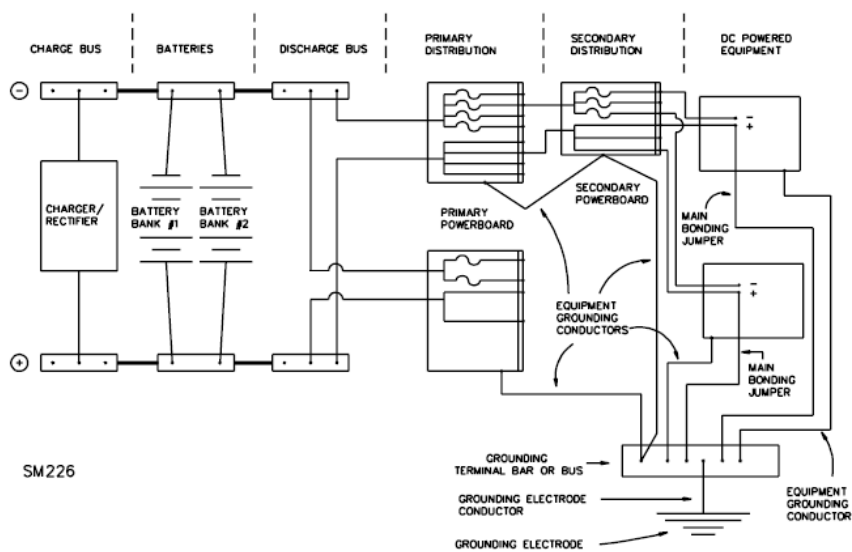 CHARGE BUS
BATTERIES
DISCHARGE BUS
PRIMARY
DISTRIBUTION
SECONDARY
DISTRIBUTION
DC POWERED
EQUIPMENT
−
−
+
CHARGER/
RECTIFIER
BATTERY
BANK #1
BATTERY
BANK #2
PRIMARY
POWERBOARD
SECONDARY
POWERBOARD
MAIN
BONDING
JUMPER
−
+
EQUIPMENT
GROUNDING
CONDUCTORS
+
MAIN
BONDING
JUMPER
SM226
GROUNDING
TERMINAL BAR OR BUS
GROUNDING ELECTRODE
CONDUCTOR
EQUIPMENT
GROUNDING
CONDUCTOR
GROUNDING ELECTRODE